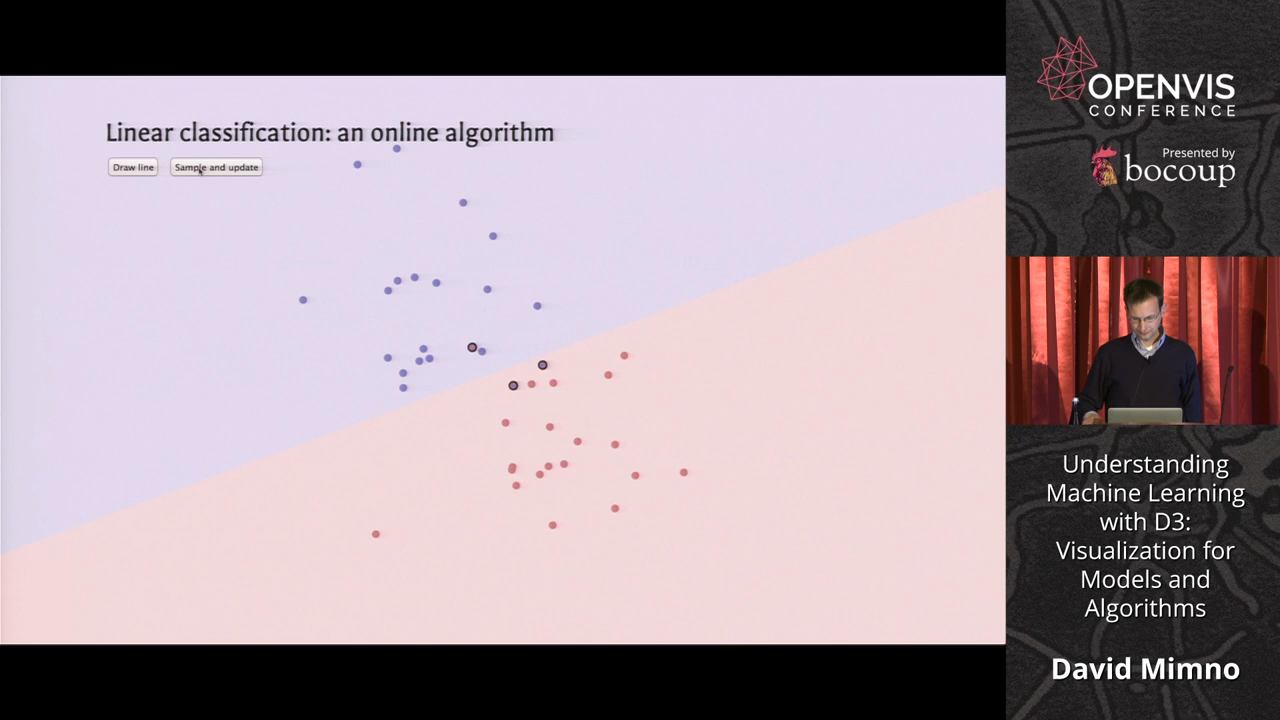 Linear classification: an online algorithm
Draw line
Sample and update
OPENVIS
CONFERENCE
Presented by
bocoup
Understanding
Machine Learning
with D3:
Visualization for
Models and
Algorithms
David Mimno